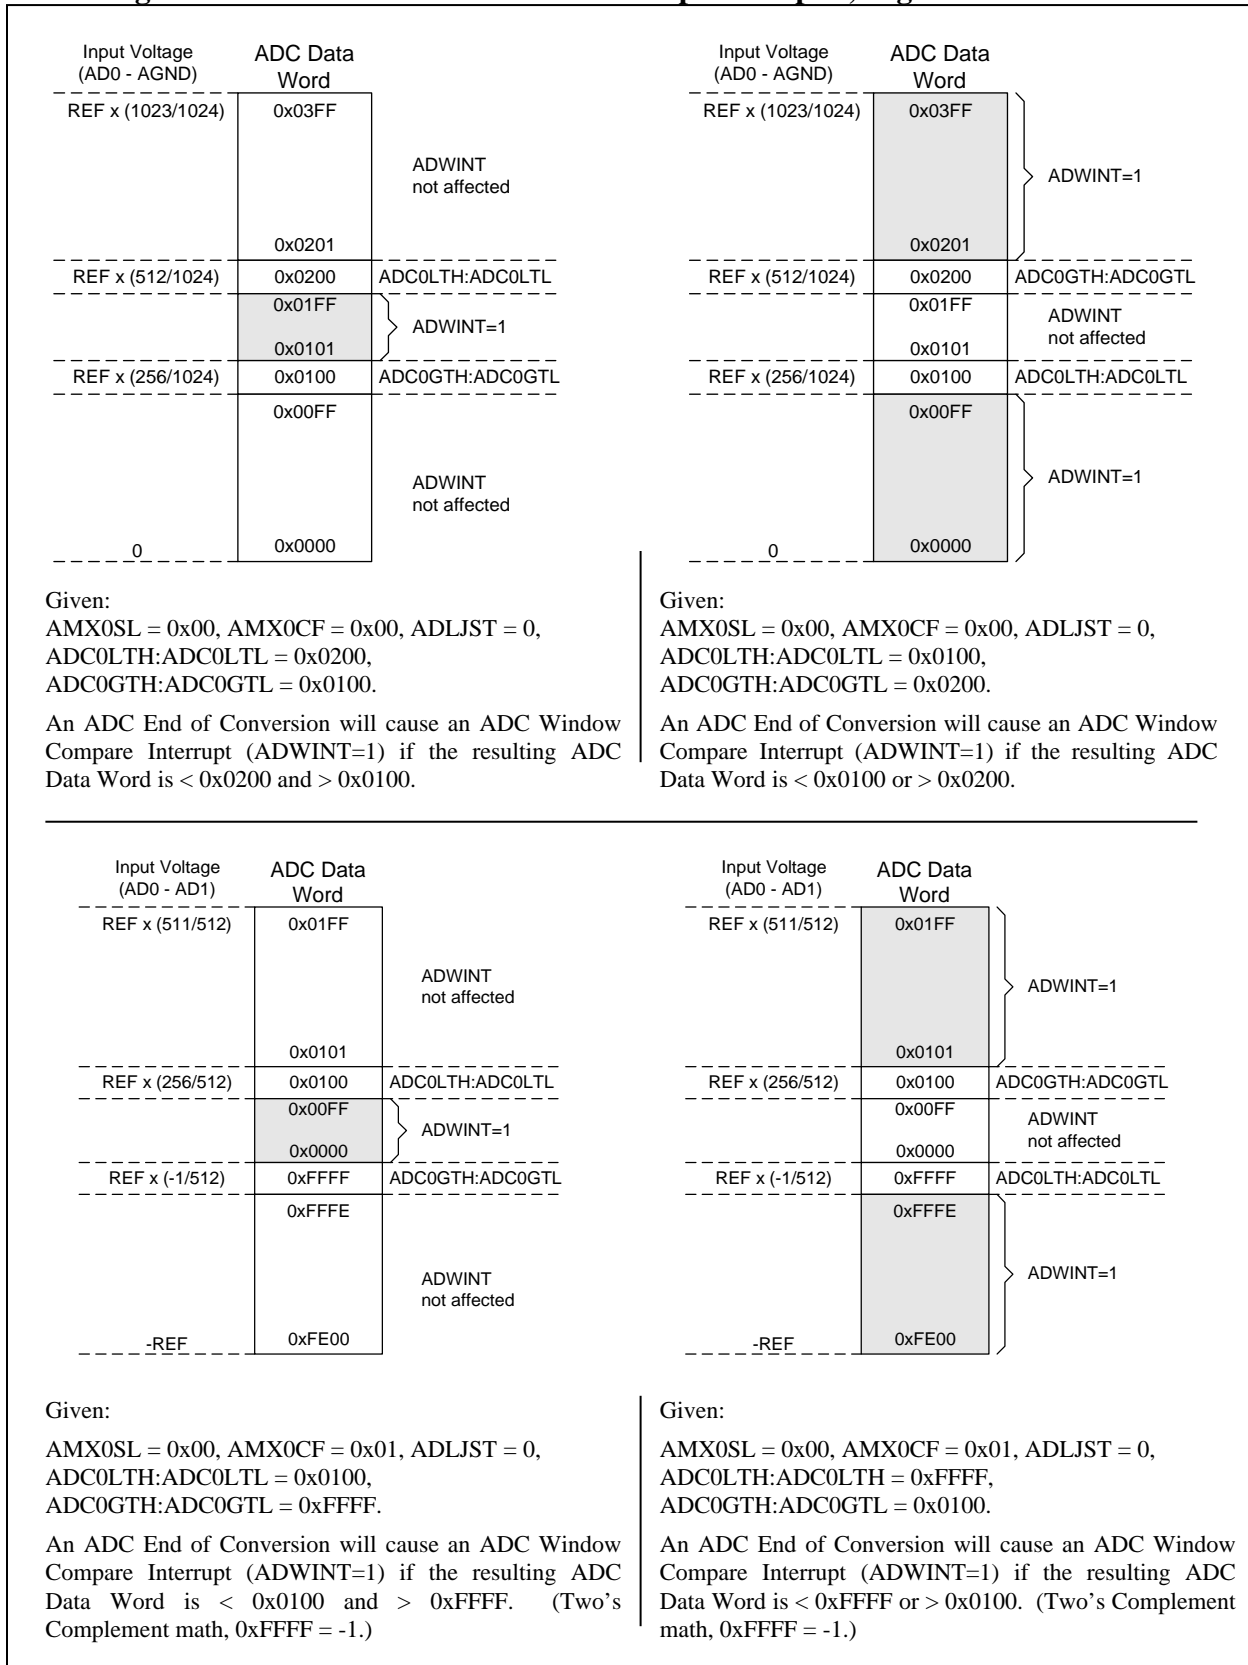 Input Voltage
(AD0 - AGND)
ADC Data
Word
REF x (1023/1024)
0x03FF
ADWINT
not affected
0x0201
REF x (512/1024)
0x0200
ADC0LTH:ADC0LTL
0x01FF
ADWINT=1
0x0101
REF x (256/1024)
0x0100
ADC0GTH:ADC0GTL
0x00FF
ADWINT
not affected
0
0x0000
Given:
AMX0SL = 0x00, AMX0CF = 0x00, ADLJST = 0,
ADC0LTH:ADC0LTL = 0x0200,
ADC0GTH:ADC0GTL = 0x0100.
An ADC End of Conversion will cause an ADC Window
Compare Interrupt (ADWINT=1) if the resulting ADC
Data Word is < 0x0200 and > 0x0100.
Input Voltage
(AD0 - AGND)
ADC Data
Word
REF x (1023/1024)
0x03FF
ADWINT=1
0x0201
REF x (512/1024)
0x0200
ADC0GTH:ADC0GTL
0x01FF
ADWINT
not affected
0x0101
REF x (256/1024)
0x0100
ADC0LTH:ADC0LTL
0x00FF
ADWINT=1
0
0x0000
Given:
AMX0SL = 0x00, AMX0CF = 0x00, ADLJST = 0,
ADC0LTH:ADC0LTL = 0x0100,
ADC0GTH:ADC0GTL = 0x0200.
An ADC End of Conversion will cause an ADC Window
Compare Interrupt (ADWINT=1) if the resulting ADC
Data Word is < 0x0100 or > 0x0200.
Input Voltage
(AD0 - AD1)
ADC Data
Word
REF x (511/512)
0x01FF
ADWINT
not affected
0x0101
REF x (256/512)
0x0100
ADC0LTH:ADC0LTL
0x00FF
ADWINT=1
0x0000
REF x (-1/512)
0xFFFF
ADC0GTH:ADC0GTL
0xFFFE
ADWINT
not affected
-REF
0xFE00
Given:
AMX0SL = 0x00, AMX0CF = 0x01, ADLJST = 0,
ADC0LTH:ADC0LTL = 0x0100,
ADC0GTH:ADC0GTL = 0xFFFF.
An ADC End of Conversion will cause an ADC Window
Compare Interrupt (ADWINT=1) if the resulting ADC
Data Word is < 0x0100 and > 0xFFFF. (Two's
Complement math, 0xFFFF = -1.)
Input Voltage
(AD0 - AD1)
ADC Data
Word
REF x (511/512)
0x01FF
ADWINT=1
0x0101
REF x (256/512)
0x0100
ADC0GTH:ADC0GTL
0x00FF
ADWINT
not affected
0x0000
REF x (-1/512)
0xFFFF
ADC0LTH:ADC0LTL
0xFFFE
ADWINT=1
-REF
0xFE00
Given:
AMX0SL = 0x00, AMX0CF = 0x01, ADLJST = 0,
ADC0LTH:ADC0LTH = 0xFFFF,
ADC0GTH:ADC0GTL = 0x0100.
An ADC End of Conversion will cause an ADC Window
Compare Interrupt (ADWINT=1) if the resulting ADC
Data Word is < 0xFFFF or > 0x0100. (Two's Complement
math, 0xFFFF = -1.)